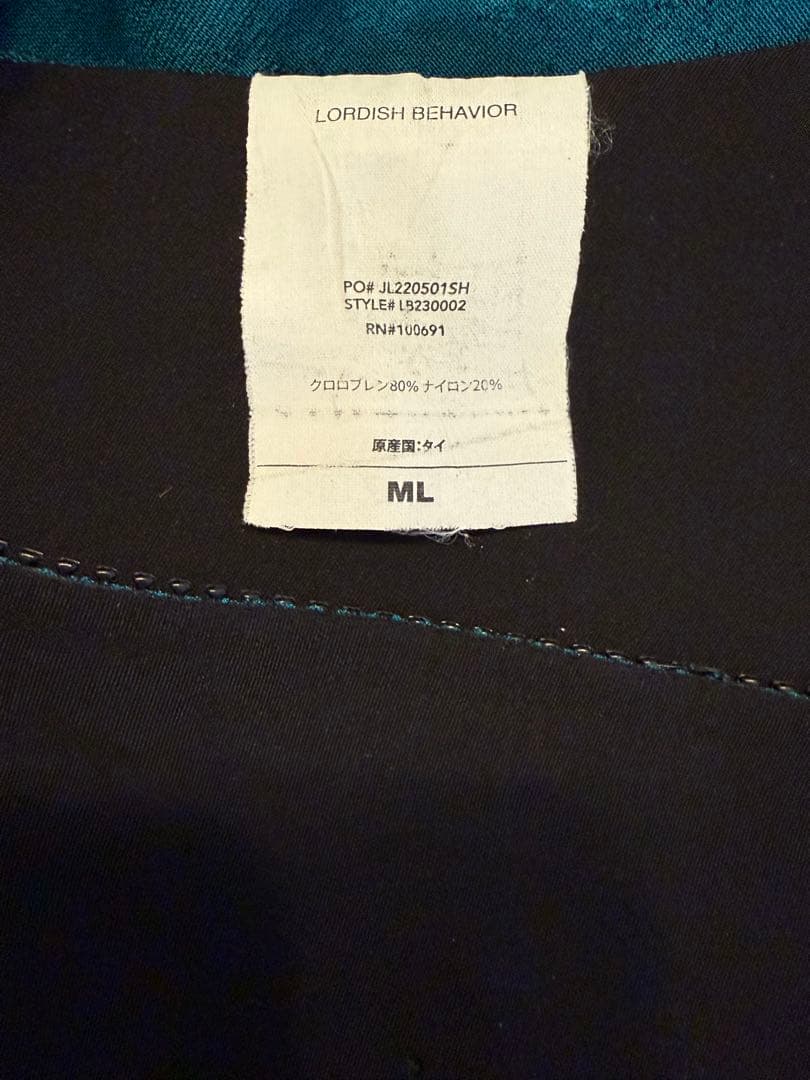 LORDISH BEHAVIOR
PO# JL220501SH
STYLE# LB230002
RN#100691
クロロプレン80% ナイロン20%
原産国:タイ
ML